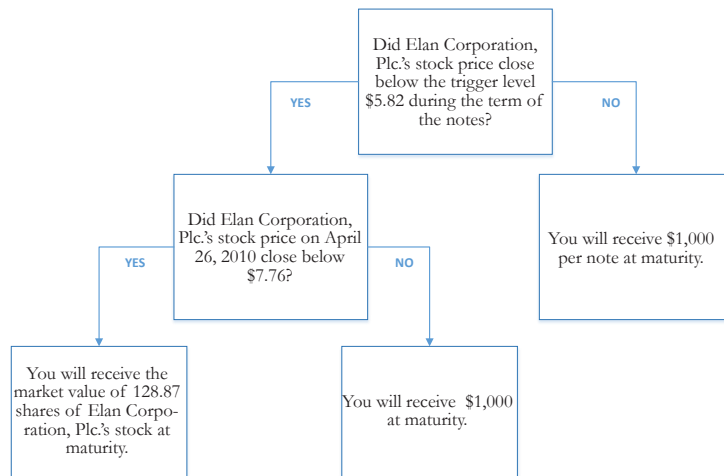 Did Elan Corporation,
Plc.'s stock price close
below the trigger level
$5.82 during the term of
the notes?
YES
NO
Did Elan Corporation,
Plc.'s stock price on April
26, 2010 close below
$7.76?
You will receive $1,000
per note at maturity.
YES
NO
You will receive the
market value of 128.87
shares of Elan Corpo-
ration, Plc.'s stock at
maturity.
You will receive $1,000
at maturity.